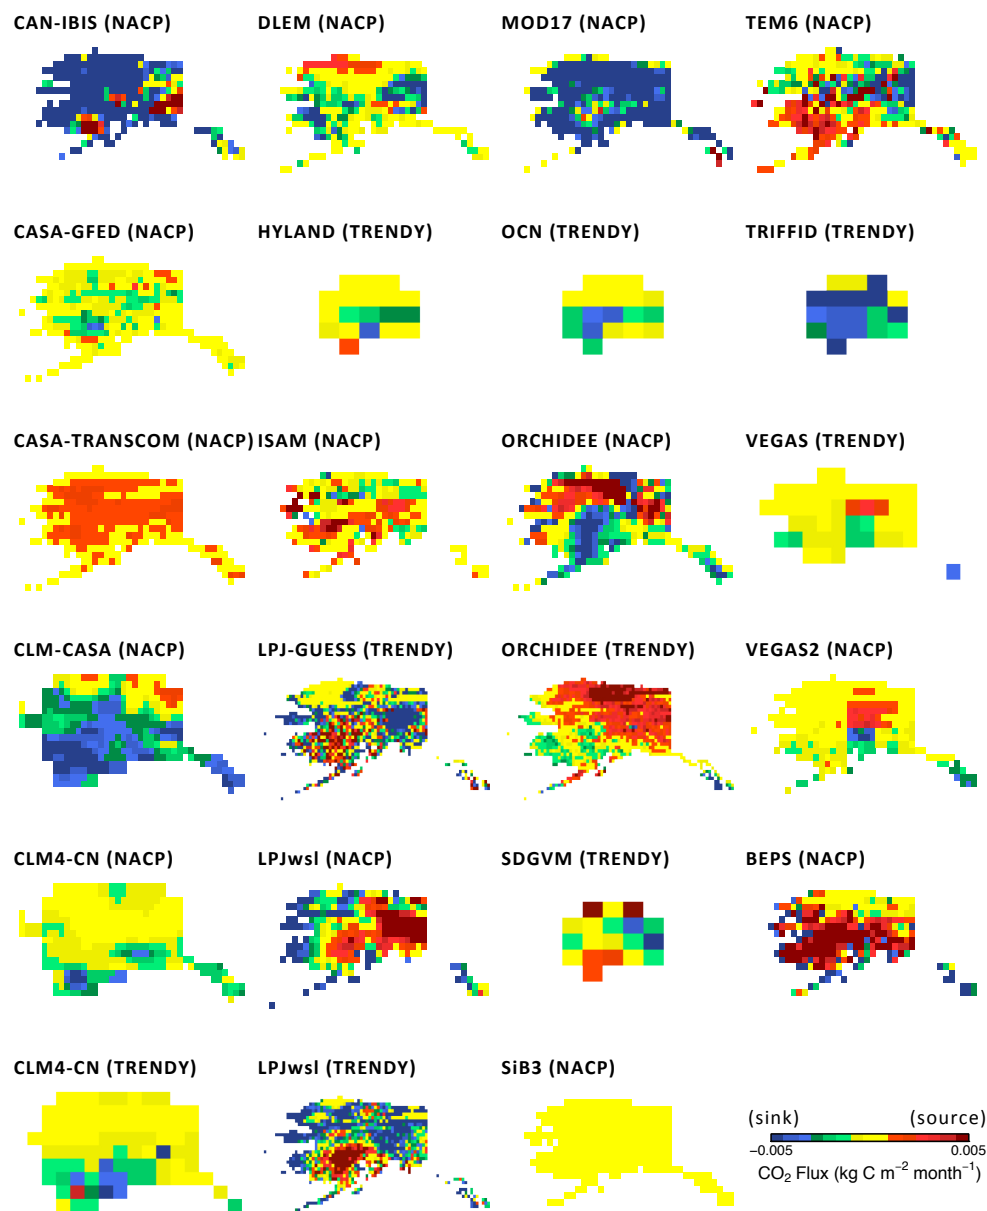 CAN-IBIS (NACP) DLEM (NACP) MOD17 (NACP) TEM6 (NACP)
CASA-GFED (NACP) HYLAND (TRENDY) OCN (TRENDY) TRIFFID (TRENDY)
CASA-TRANSCOM (NACP) ISAM (NACP) ORCHIDEE (NACP) VEGAS (TRENDY)
CLM-CASA (NACP) LPJ-GUESS (TRENDY) ORCHIDEE (TRENDY) VEGAS2 (NACP)
CLM4-CN (NACP) LPJwsl (NACP) SDGVM (TRENDY) BEPS (NACP)
CLM4-CN (TRENDY) LPJwsl (TRENDY) SiB3 (NACP)
(sink) (source)
−0.005 0.005
CO₂ Flux (kg C m⁻² month⁻¹)